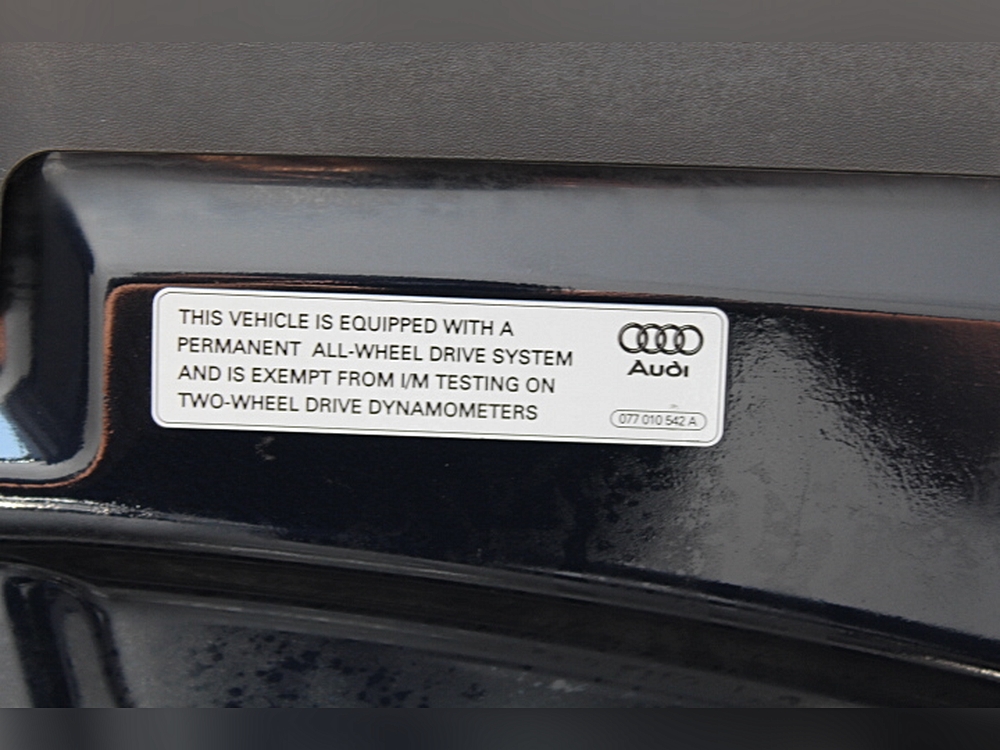 THIS VEHICLE IS EQUIPPED WITH A
PERMANENT ALL-WHEEL DRIVE SYSTEM
AND IS EXEMPT FROM I/M TESTING ON
TWO-WHEEL DRIVE DYNAMOMETERS
Audi
077 010 542 A